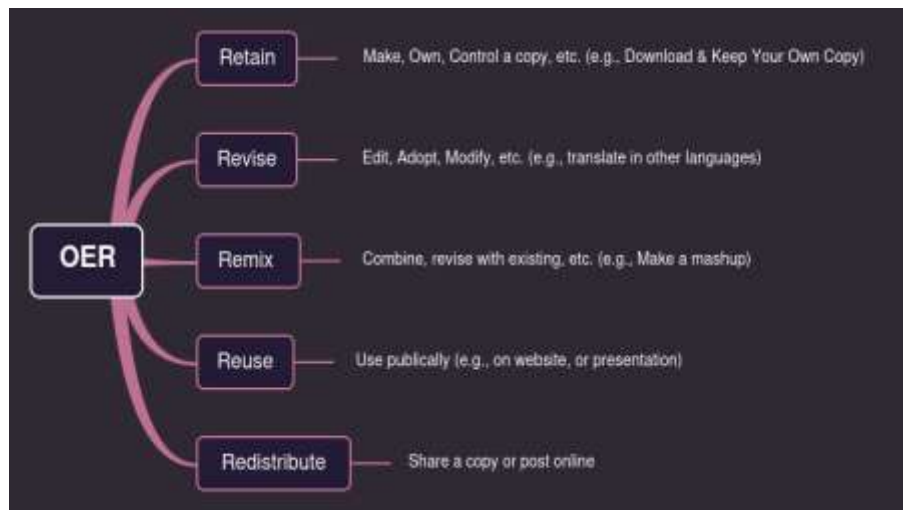 OER
Retain
Make, Own, Control a copy, etc. (e.g., Download & Keep Your Own Copy)
Revise
Edit, Adopt, Modify, etc. (e.g., translate in other languages)
Remix
Combine, revise with existing, etc. (e.g., Make a mashup)
Reuse
Use publically (e.g., on website, or presentation)
Redistribute
Share a copy or post online